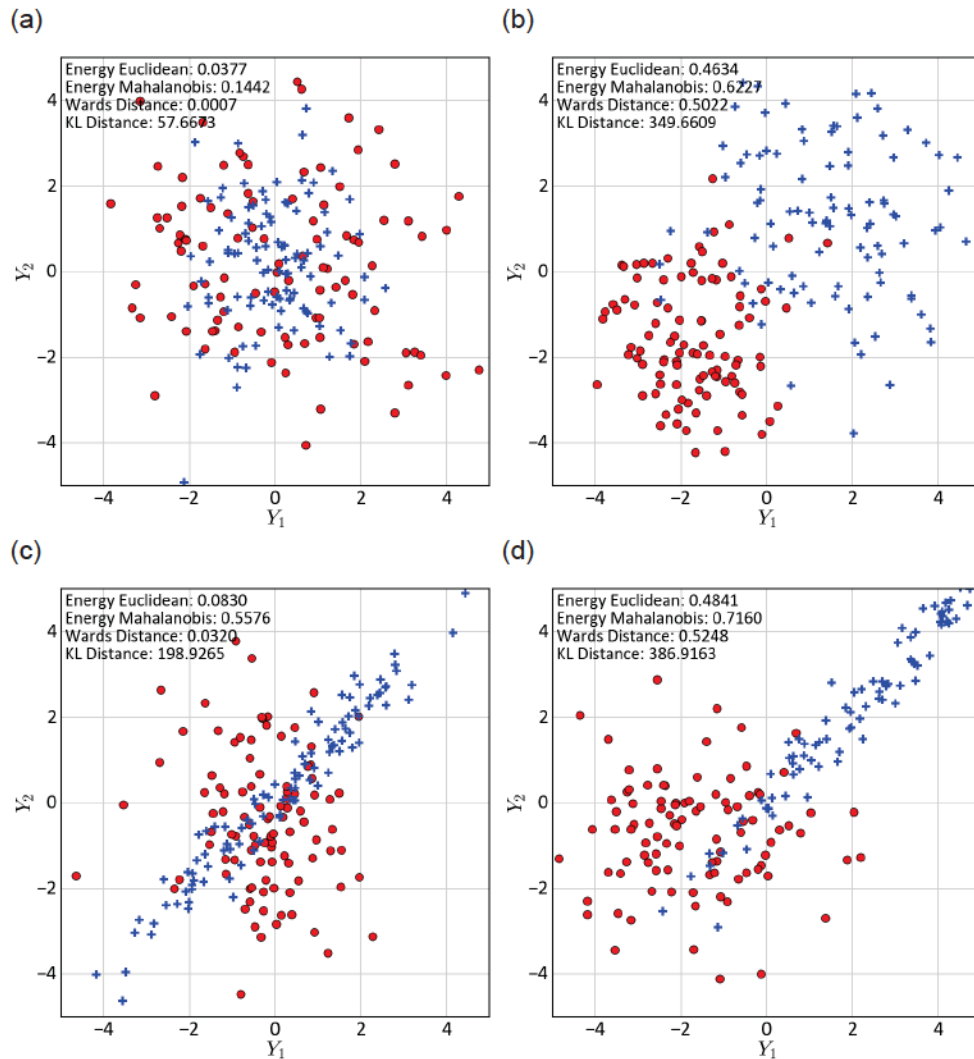 (a)
(b)
Energy Euclidean: 0.0377
Energy Mahalanobis: 0.1442
Wards Distance: 0.0007
KL Distance: 57.6673
4
2
0
−2
−4
Y2
−4 −2 0 2 4
Y1
Energy Euclidean: 0.4634
Energy Mahalanobis: 0.6227
Wards Distance: 0.5022
KL Distance: 349.6609
4
2
0
−2
−4
Y2
−4 −2 0 2 4
Y1
(c)
(d)
Energy Euclidean: 0.0830
Energy Mahalanobis: 0.5576
Wards Distance: 0.0320
KL Distance: 198.9265
4
2
0
−2
−4
Y2
−4 −2 0 2 4
Y1
Energy Euclidean: 0.4841
Energy Mahalanobis: 0.7160
Wards Distance: 0.5248
KL Distance: 386.9163
4
2
0
−2
−4
Y2
−4 −2 0 2 4
Y1